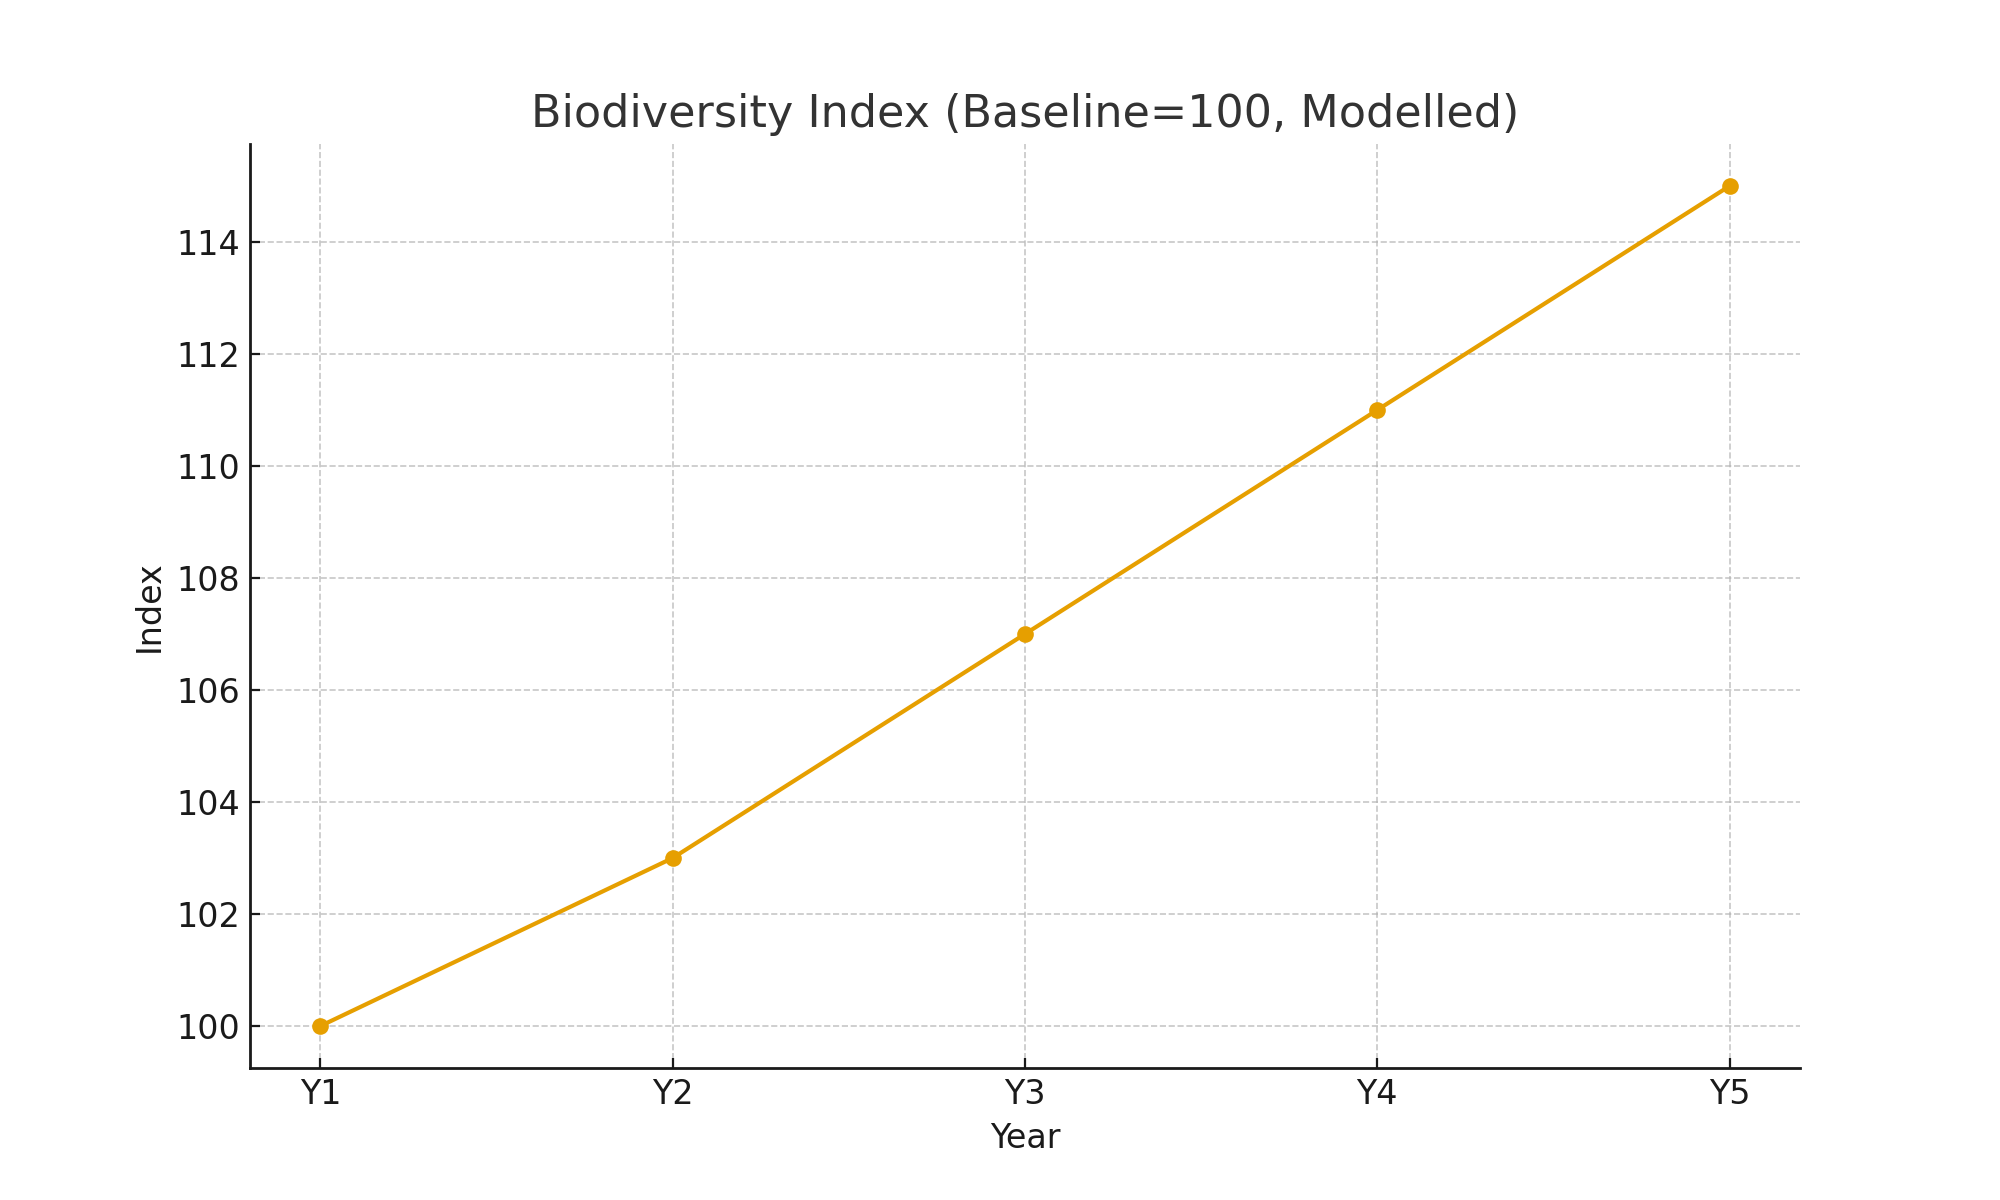 Biodiversity Index (Baseline=100, Modelled)
114
112
110
108
106
104
102
100
Index
Y1 Y2 Y3 Y4 Y5
Year